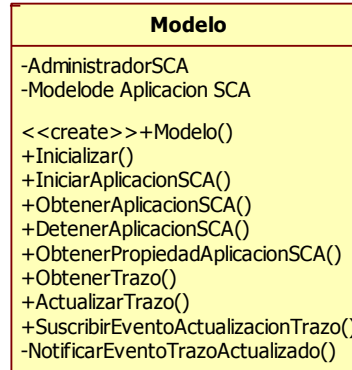 Modelo
-AdministradorSCA
-Modelode Aplicacion SCA
<<create>>+Modelo()
+Inicializar()
+IniciarAplicacionSCA()
+ObtenerAplicacionSCA()
+DetenerAplicacionSCA()
+ObtenerPropiedadAplicacionSCA()
+ObtenerTrazo()
+ActualizarTrazo()
+SuscribirEventoActualizacionTrazo()
-NotificarEventoTrazoActualizado()